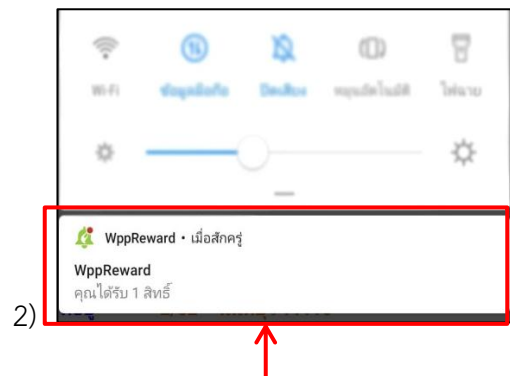 Wi-Fi
ข้อมูลมือถือ
ปิดเสียง
หมุนอัตโนมัติ
ไฟฉาย
WppReward • เมื่อสักครู่
WppReward
คุณได้รับ 1 สิทธิ์
2)